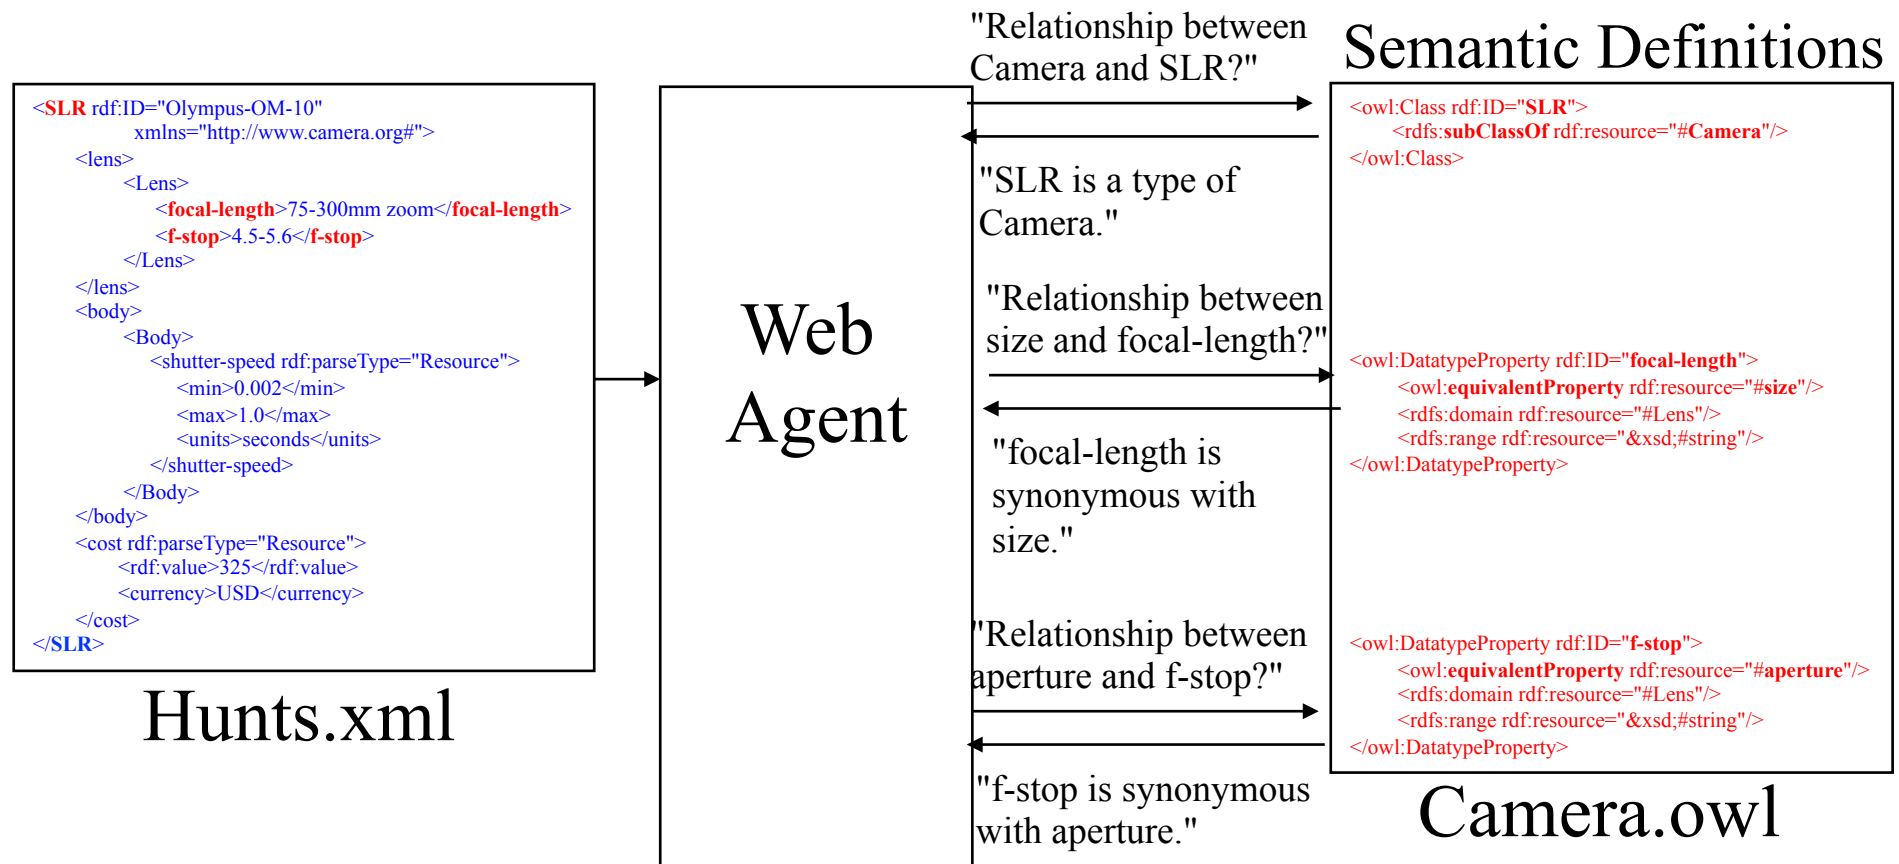 <SLR rdf:ID="Olympus-OM-10"
xmlns="http://www.camera.org#">
<lens>
<Lens>
<focal-length>75-300mm zoom</focal-length>
<f-stop>4.5-5.6</f-stop>
</Lens>
</lens>
<body>
<Body>
<shutter-speed rdf:parseType="Resource">
<min>0.002</min>
<max>1.0</max>
<units>seconds</units>
</shutter-speed>
</Body>
</body>
<cost rdf:parseType="Resource">
<rdf:value>325</rdf:value>
<currency>USD</currency>
</cost>
</SLR>
Hunts.xml
Web
Agent
"Relationship between
Camera and SLR?"
"SLR is a type of
Camera."
"Relationship between
size and focal-length?"
"focal-length is
synonymous with
size."
"Relationship between
aperture and f-stop?"
"f-stop is synonymous
with aperture."
Semantic Definitions
<owl:Class rdf:ID="SLR">
<rdfs:subClassOf rdf:resource="#Camera"/>
</owl:Class>
<owl:DatatypeProperty rdf:ID="focal-length">
<owl:equivalentProperty rdf:resource="#size"/>
<rdfs:domain rdf:resource="#Lens"/>
<rdfs:range rdf:resource="&xsd;#string"/>
</owl:DatatypeProperty>
<owl:DatatypeProperty rdf:ID="f-stop">
<owl:equivalentProperty rdf:resource="#aperture"/>
<rdfs:domain rdf:resource="#Lens"/>
<rdfs:range rdf:resource="&xsd;#string"/>
</owl:DatatypeProperty>
Camera.owl